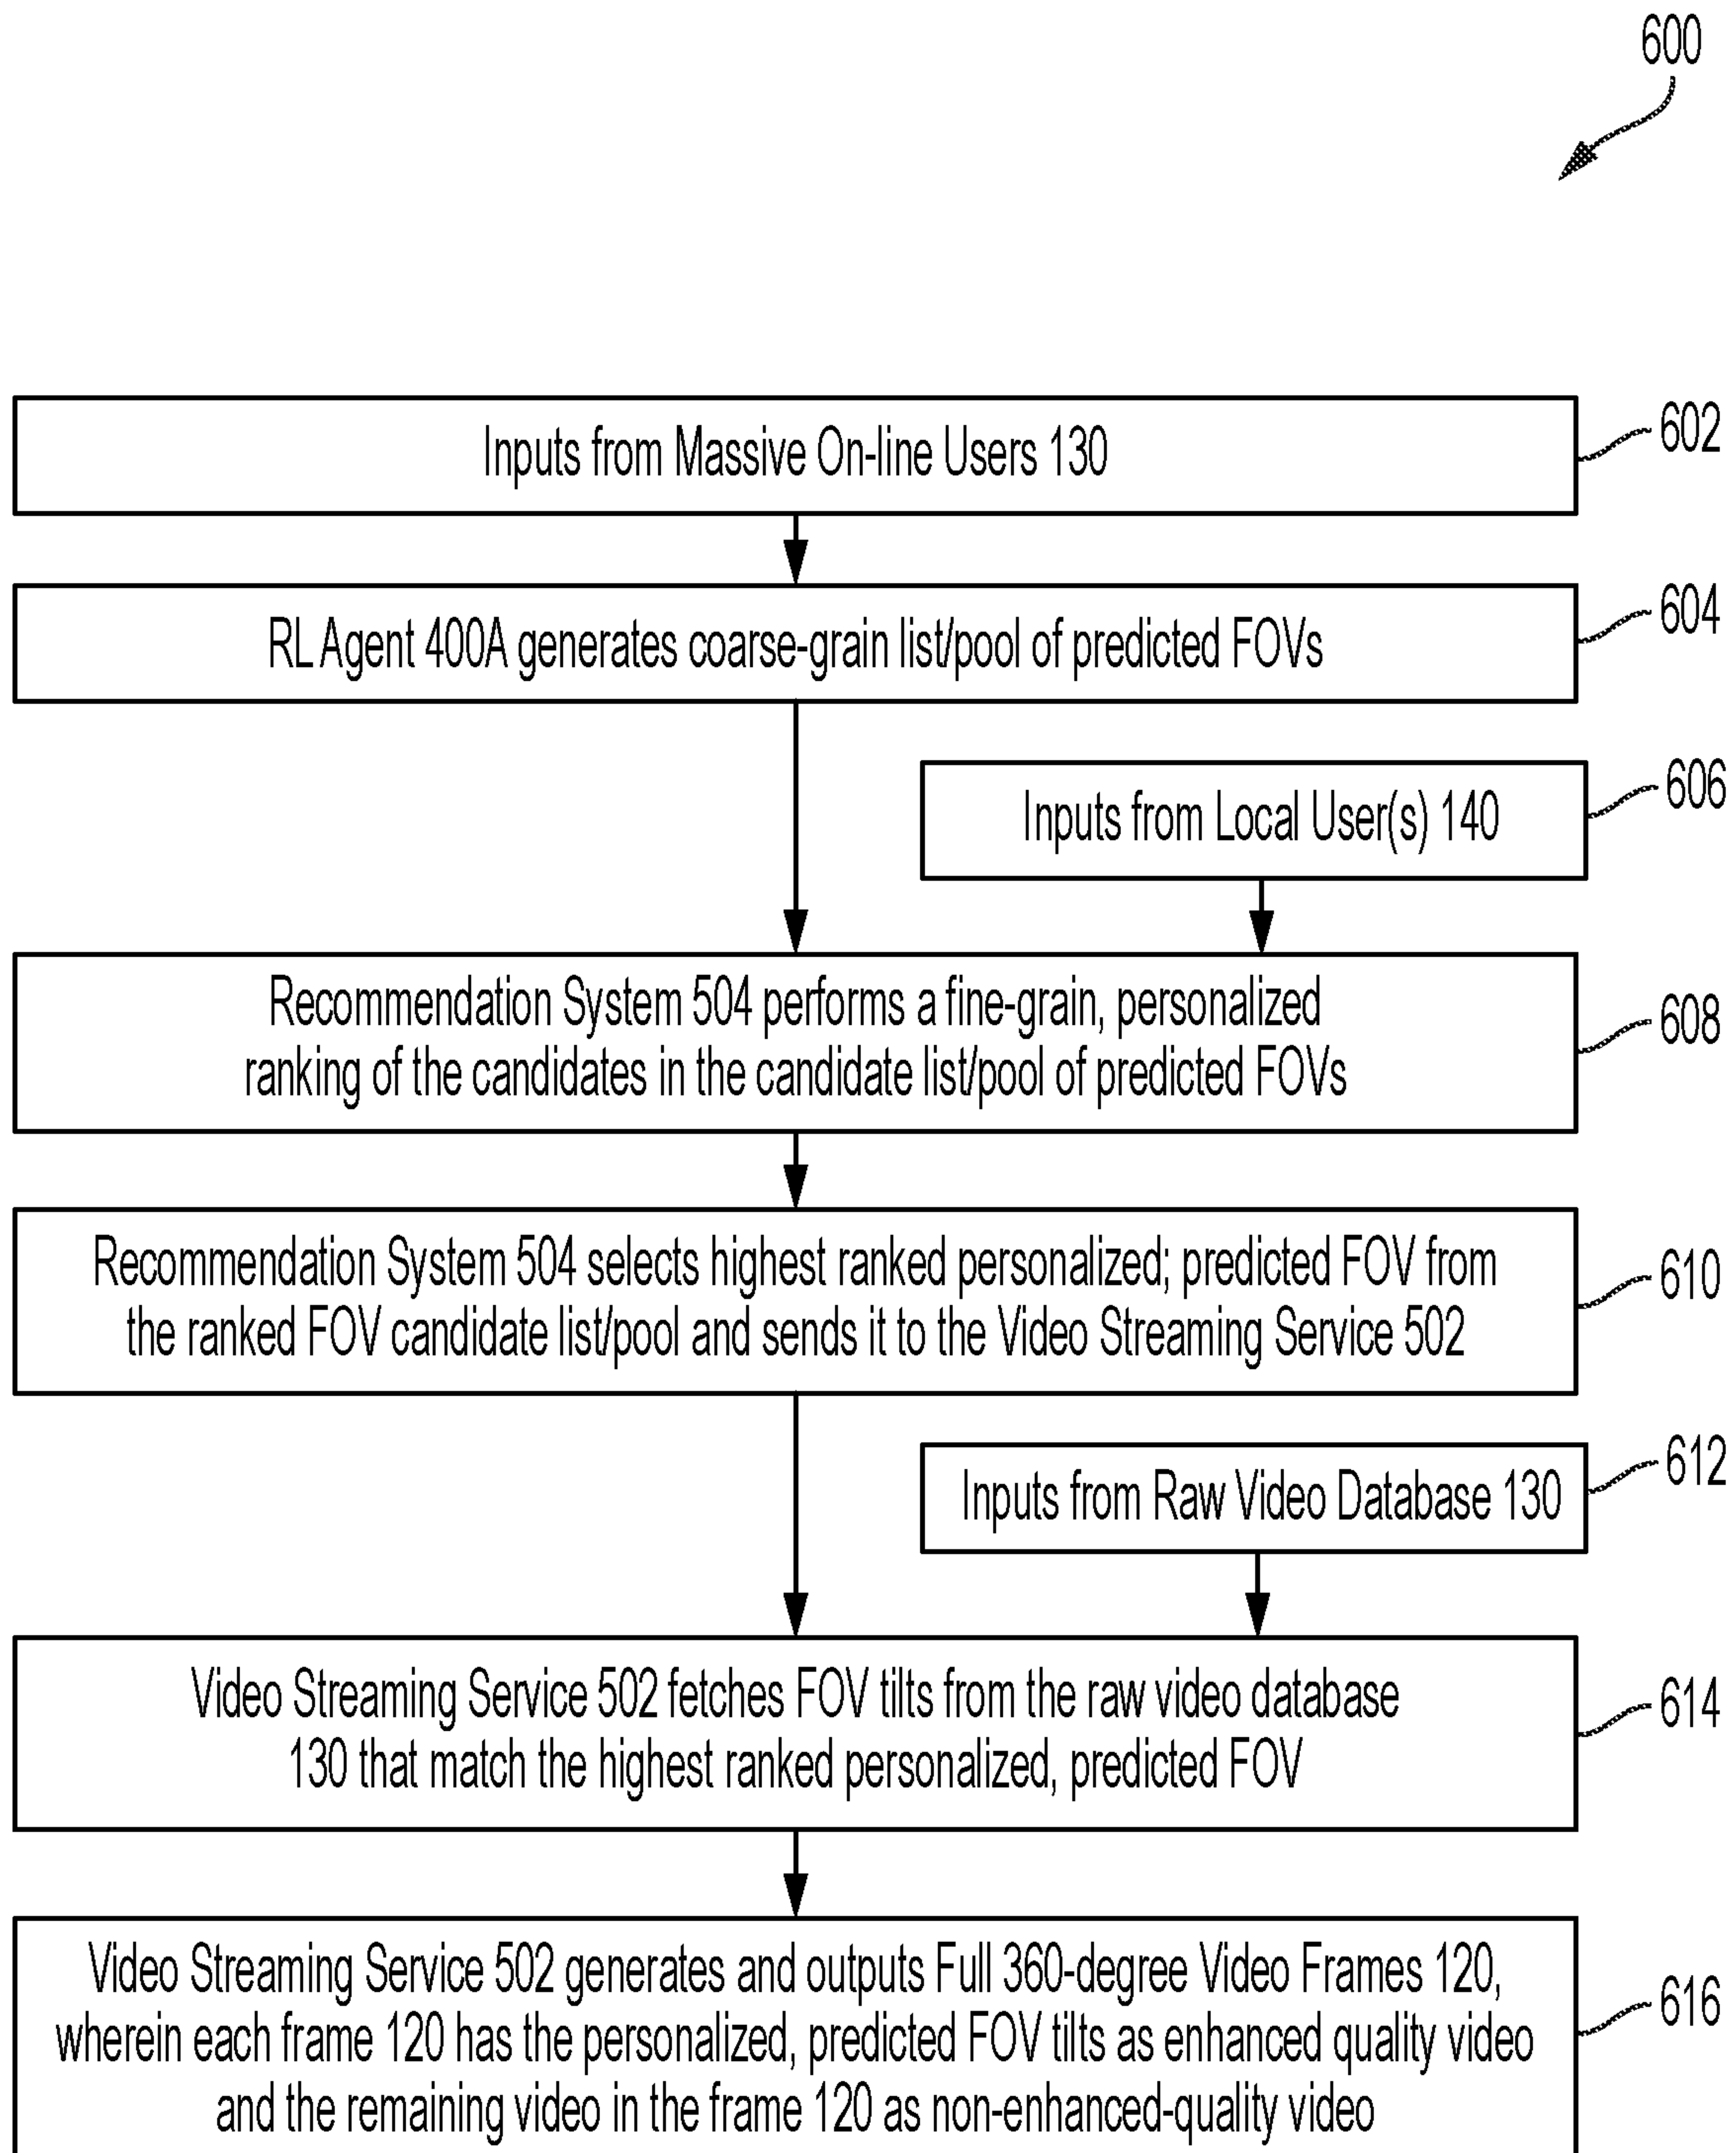 600
Inputs from Massive On-line Users 130
602
RL Agent 400A generates coarse-grain list/pool of predicted FOVs
604
Inputs from Local User(s) 140
606
Recommendation System 504 performs a fine-grain, personalized
ranking of the candidates in the candidate list/pool of predicted FOVs
608
Recommendation System 504 selects highest ranked personalized; predicted FOV from
the ranked FOV candidate list/pool and sends it to the Video Streaming Service 502
610
Inputs from Raw Video Database 130
612
Video Streaming Service 502 fetches FOV tilts from the raw video database
130 that match the highest ranked personalized, predicted FOV
614
Video Streaming Service 502 generates and outputs Full 360-degree Video Frames 120,
wherein each frame 120 has the personalized, predicted FOV tilts as enhanced quality video
and the remaining video in the frame 120 as non-enhanced-quality video
616